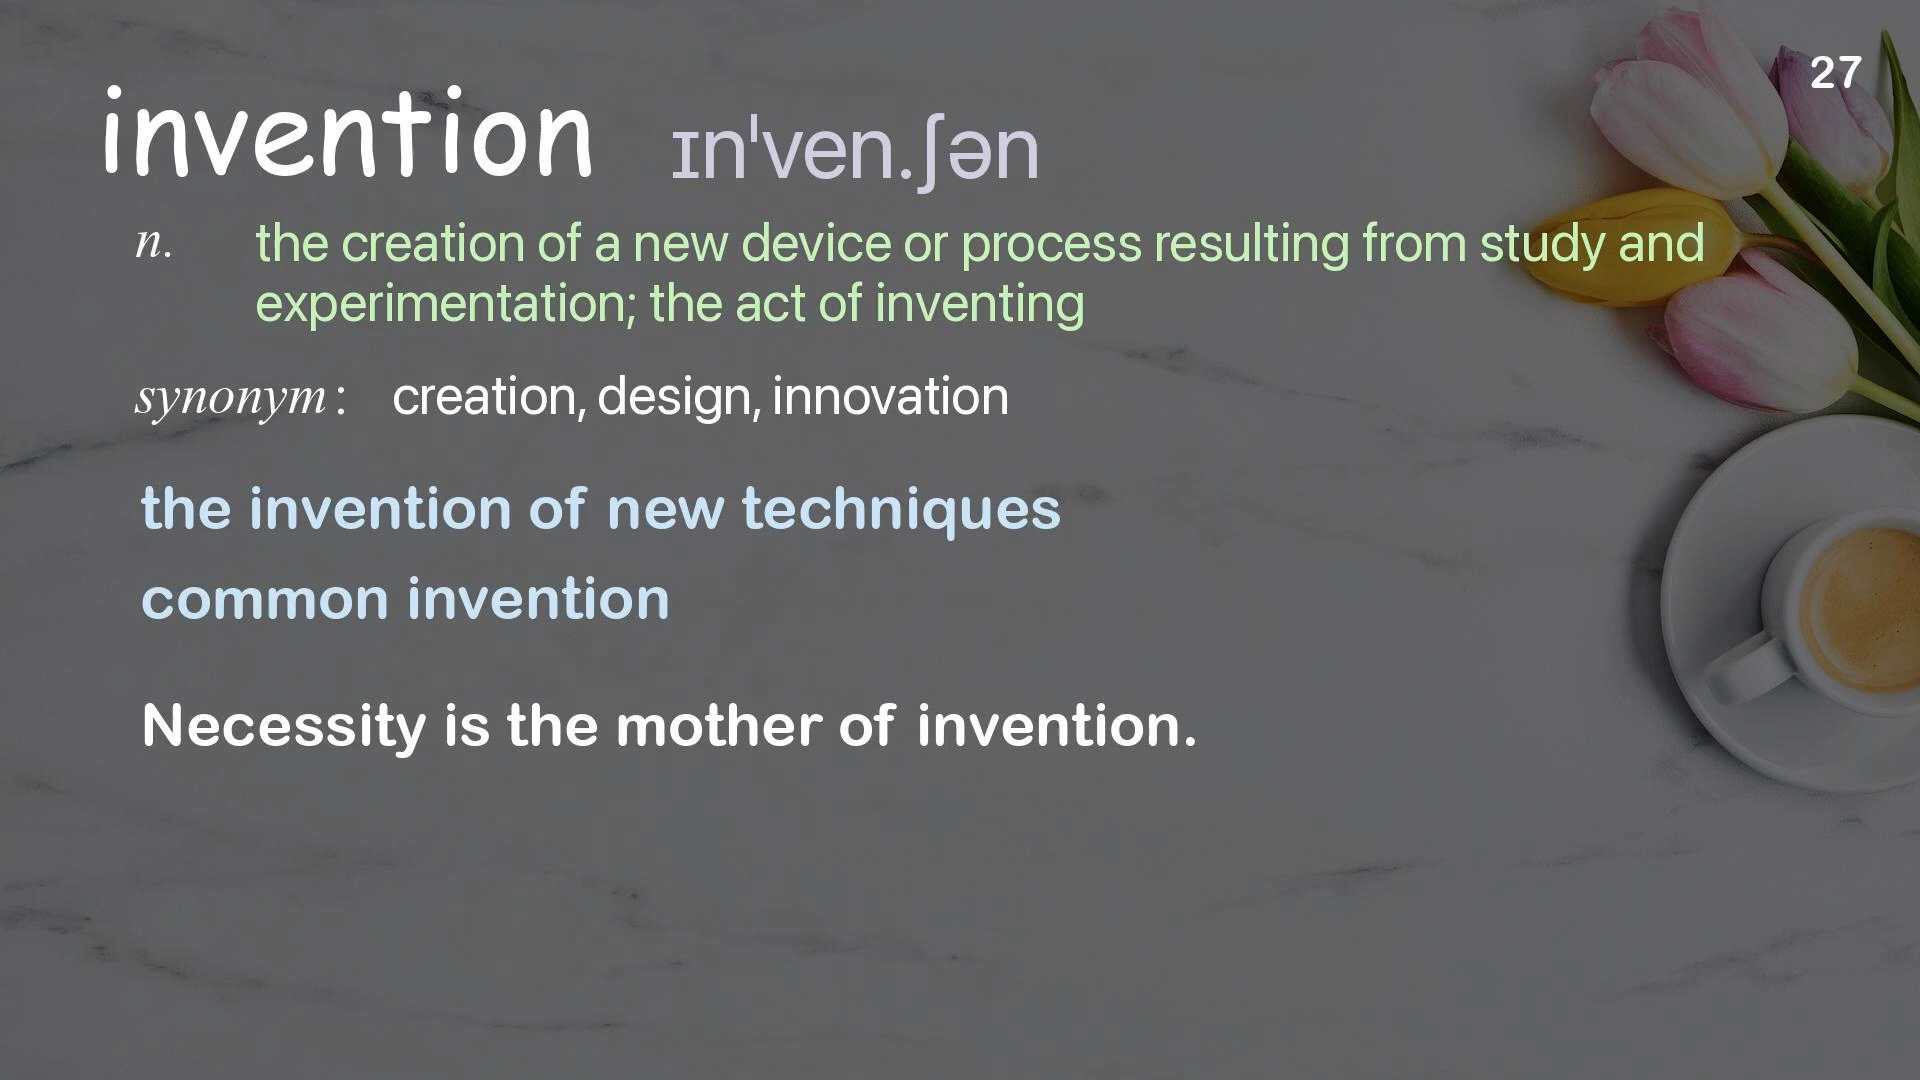 27
invention ɪnˈven.ʃən
n. the creation of a new device or process resulting from study and
experimentation; the act of inventing
synonym: creation, design, innovation
the invention of new techniques
common invention
Necessity is the mother of invention.